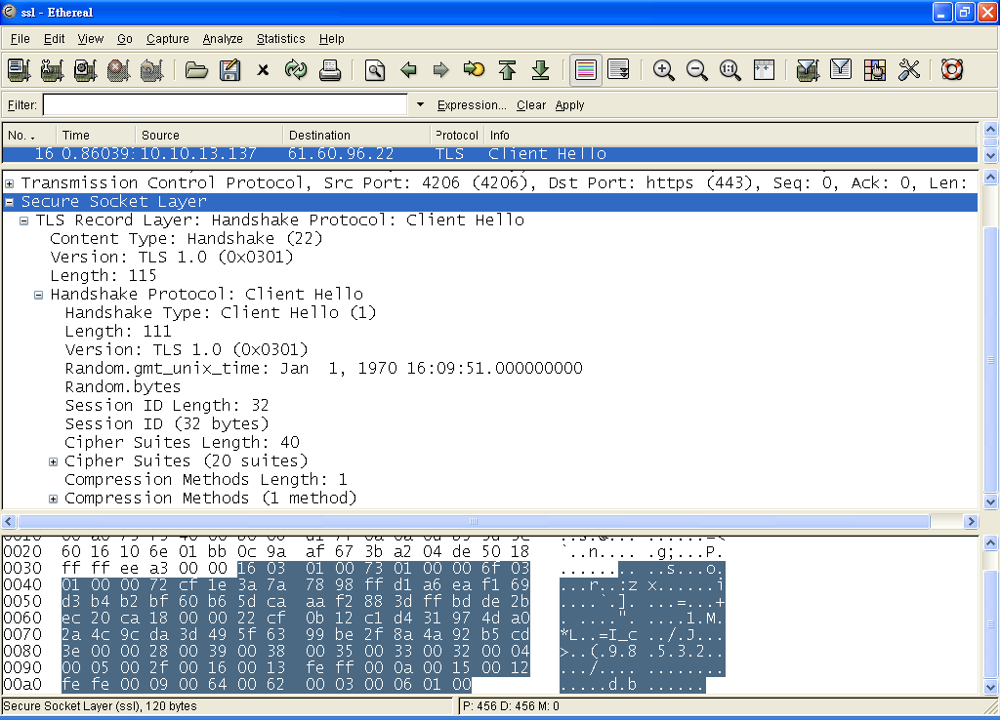 ssl - Ethereal
File Edit View Go Capture Analyze Statistics Help
Filter: Expression... Clear Apply
No. . Time Source Destination Protocol Info
16 0.86039 10.10.13.137 61.60.96.22 TLS Client Hello
Transmission Control Protocol, Src Port: 4206 (4206), Dst Port: https (443), Seq: 0, Ack: 0, Len:
Secure Socket Layer
TLS Record Layer: Handshake Protocol: Client Hello
Content Type: Handshake (22)
Version: TLS 1.0 (0x0301)
Length: 115
Handshake Protocol: Client Hello
Handshake Type: Client Hello (1)
Length: 111
Version: TLS 1.0 (0x0301)
Random.gmt_unix_time: Jan  1, 1970 16:09:51.000000000
Random.bytes
Session ID Length: 32
Session ID (32 bytes)
Cipher Suites Length: 40
Cipher Suites (20 suites)
Compression Methods Length: 1
Compression Methods (1 method)
0020 60 16 10 6e 01 bb 0c 9a af 67 3b a2 04 de 50 18 `..n.... .g;...P.
0030 ff ff ee a3 00 00 16 03 01 00 73 01 00 00 6f 03 ........ ..s...o.
0040 01 00 00 72 cf 1e 3a 7a 78 98 ff d1 a6 ea f1 69 ...r..:z x......i
0050 d3 b4 b2 bf 60 b6 5d ca aa f2 88 3d ff bd de 2b ....`.]. ...=...+
0060 ec 20 ca 18 00 00 22 cf 0b 12 c1 d4 31 97 4d a0 . ....". ....1.M.
0070 2a 4c 9c da 3d 49 5f 63 99 be 2f 8a 4a 92 b5 cd *L..=I_c ../.J...
0080 3e 00 00 28 00 39 00 38 00 35 00 33 00 32 00 04 >..(.9.8 .5.3.2..
0090 00 05 00 2f 00 16 00 13 fe ff 00 0a 00 15 00 12 .../.... ........
00a0 fe fe 00 09 00 64 00 62 00 03 00 06 01 00 .....d.b ......
Secure Socket Layer (ssl), 120 bytes P: 456 D: 456 M: 0